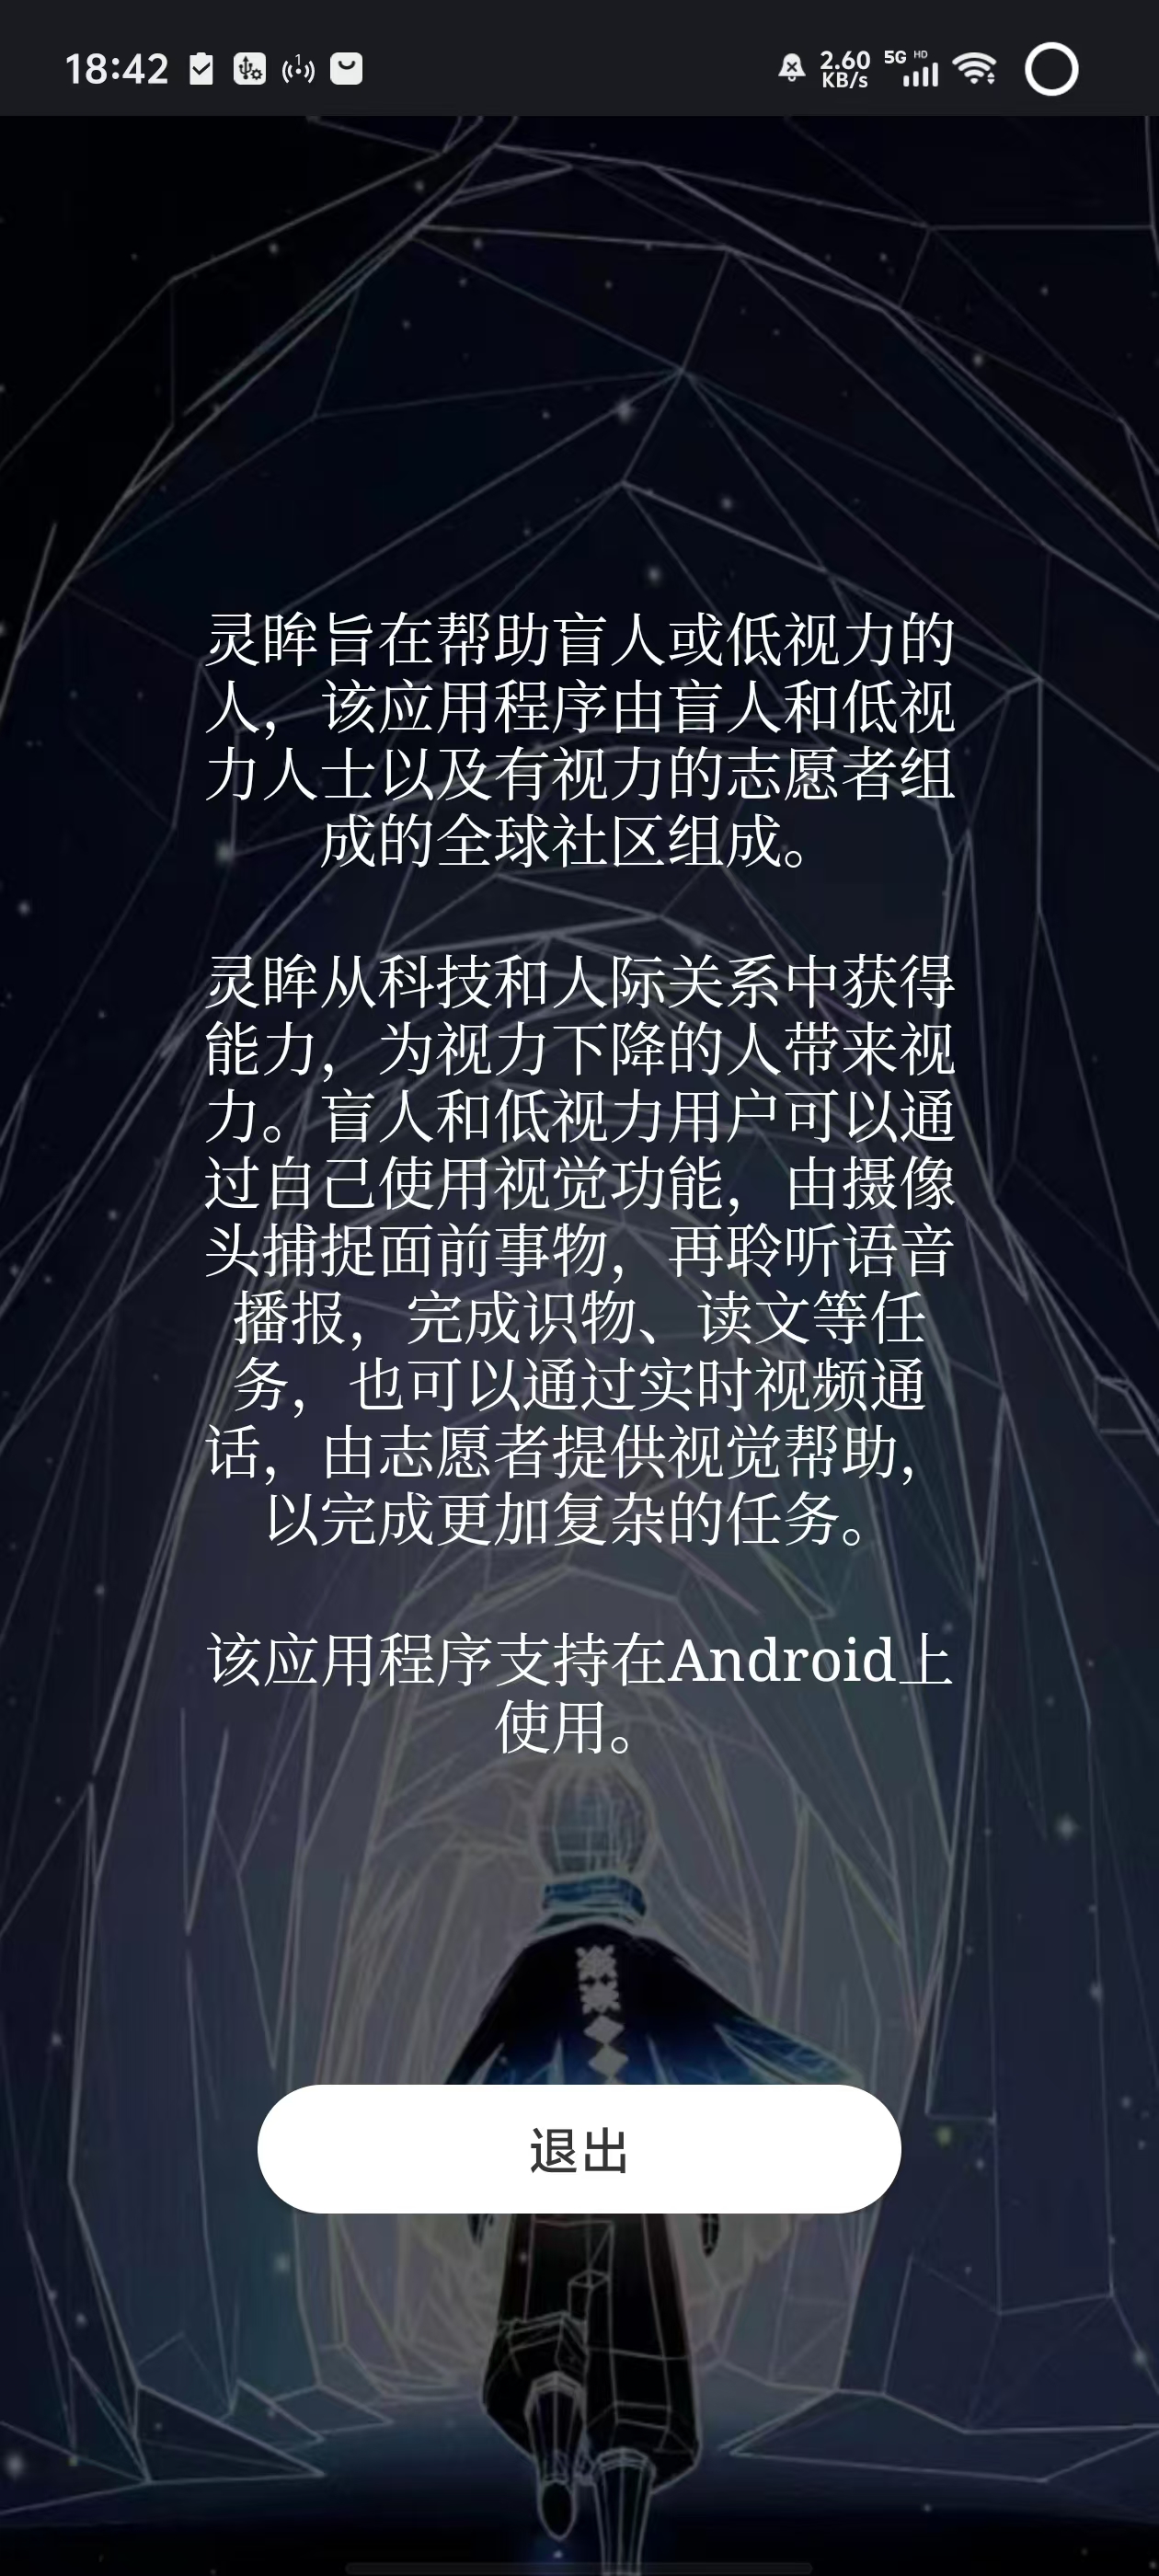 18:42
1
2.60
KB/s
5G HD
灵眸旨在帮助盲人或低视力的
人，该应用程序由盲人和低视
力人士以及有视力的志愿者组
成的全球社区组成。
灵眸从科技和人际关系中获得
能力，为视力下降的人带来视
力。盲人和低视力用户可以通
过自己使用视觉功能，由摄像
头捕捉面前事物，再聆听语音
播报，完成识物、读文等任
务，也可以通过实时视频通
话，由志愿者提供视觉帮助，
以完成更加复杂的任务。
该应用程序支持在Android上
使用。
退出